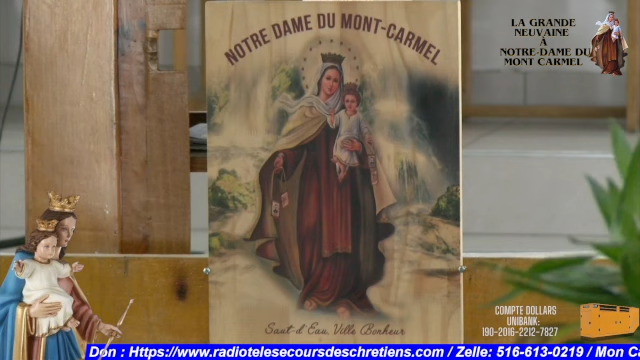 NOTRE DAME DU MONT-CARMEL
LA GRANDE
NEUVAINE
À
NOTRE-DAME DU
MONT CARMEL
Saut-d'Eau, Ville Bonheur
COMPTE DOLLARS
UNIBANK:
190-2016-2212-7827
Don : Https://www.radiotelesecoursdeschretiens.com / Zelle: 516-613-0219 / Mon C